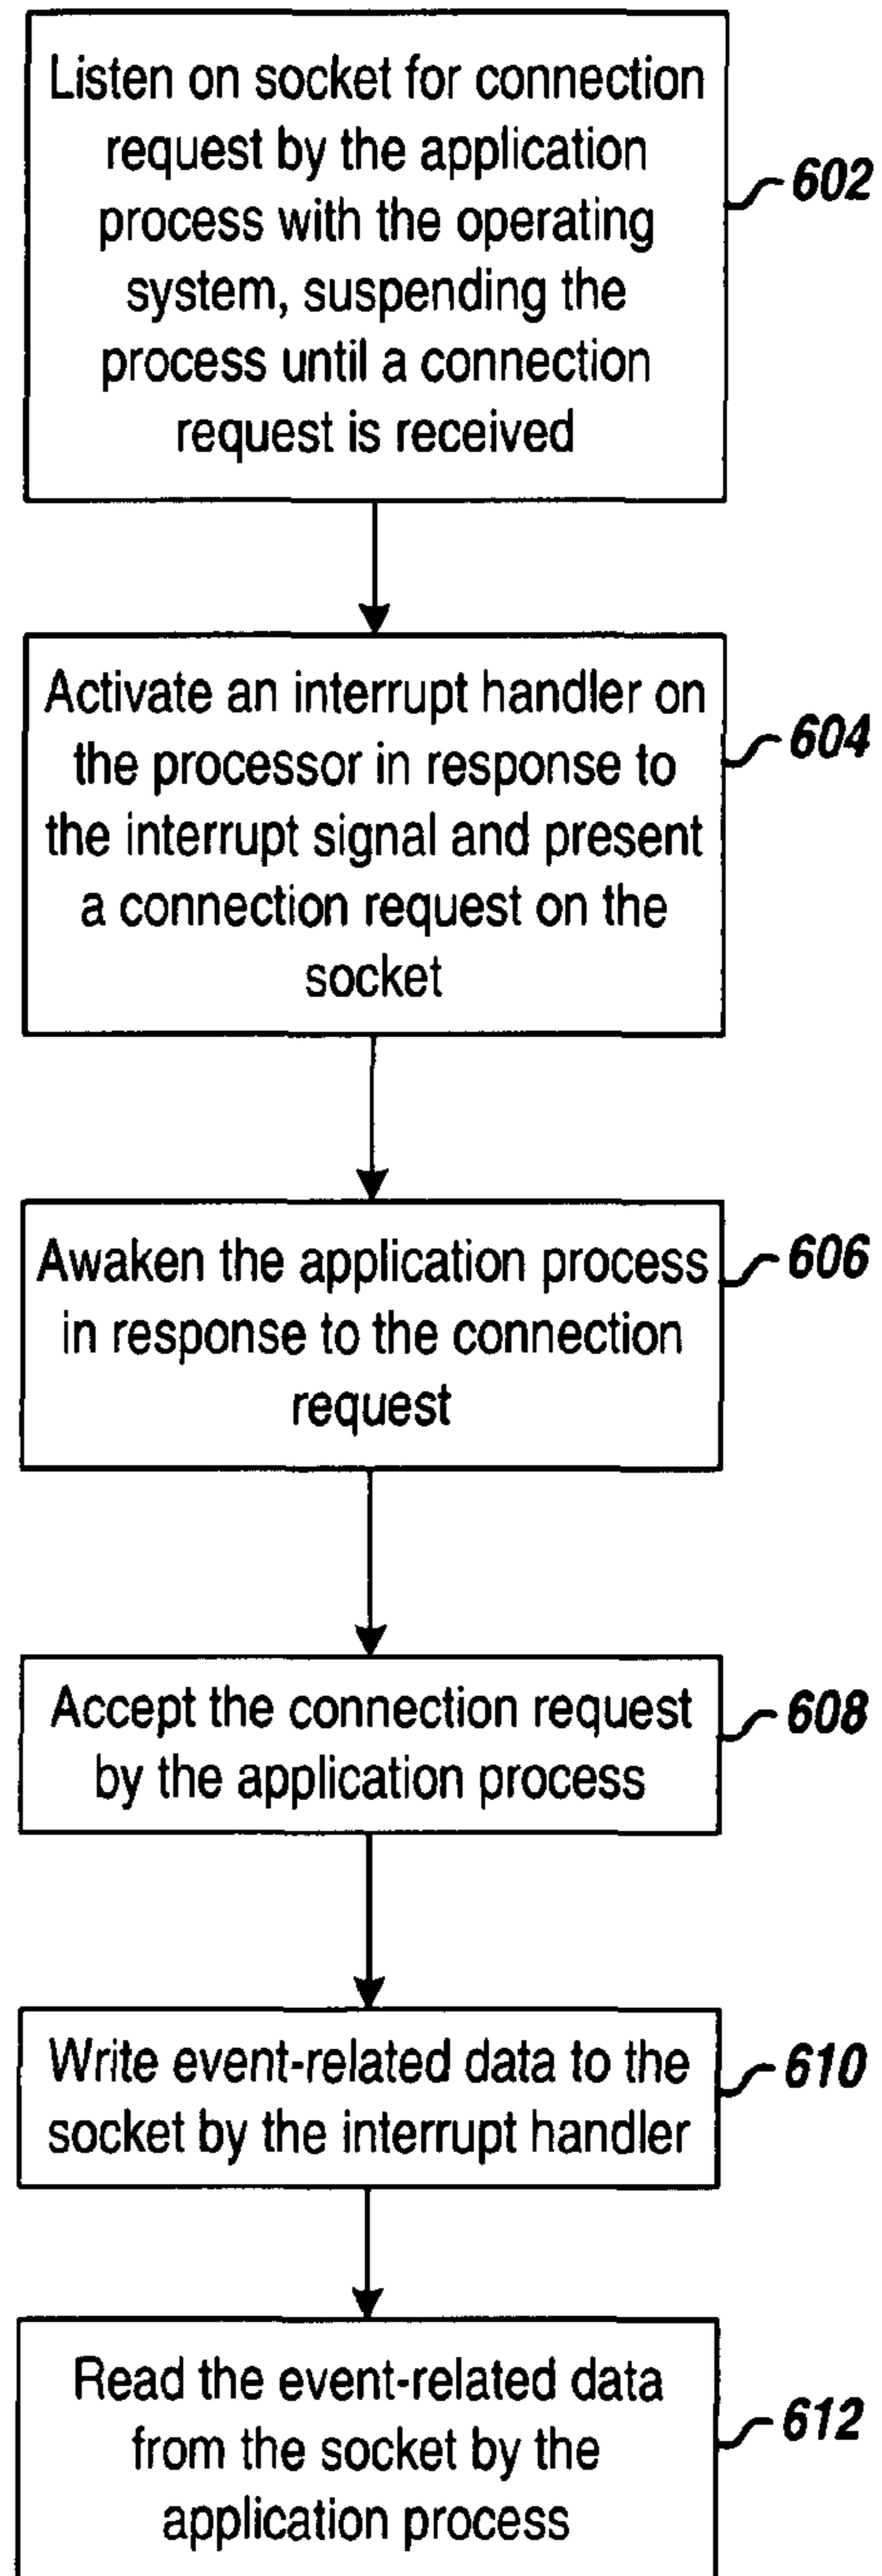 Listen on socket for connection
request by the application
process with the operating
system, suspending the
process until a connection
request is received
602
Activate an interrupt handler on
the processor in response to
the interrupt signal and present
a connection request on the
socket
604
Awaken the application process
in response to the connection
request
606
Accept the connection request
by the application process
608
Write event-related data to the
socket by the interrupt handler
610
Read the event-related data
from the socket by the
application process
612